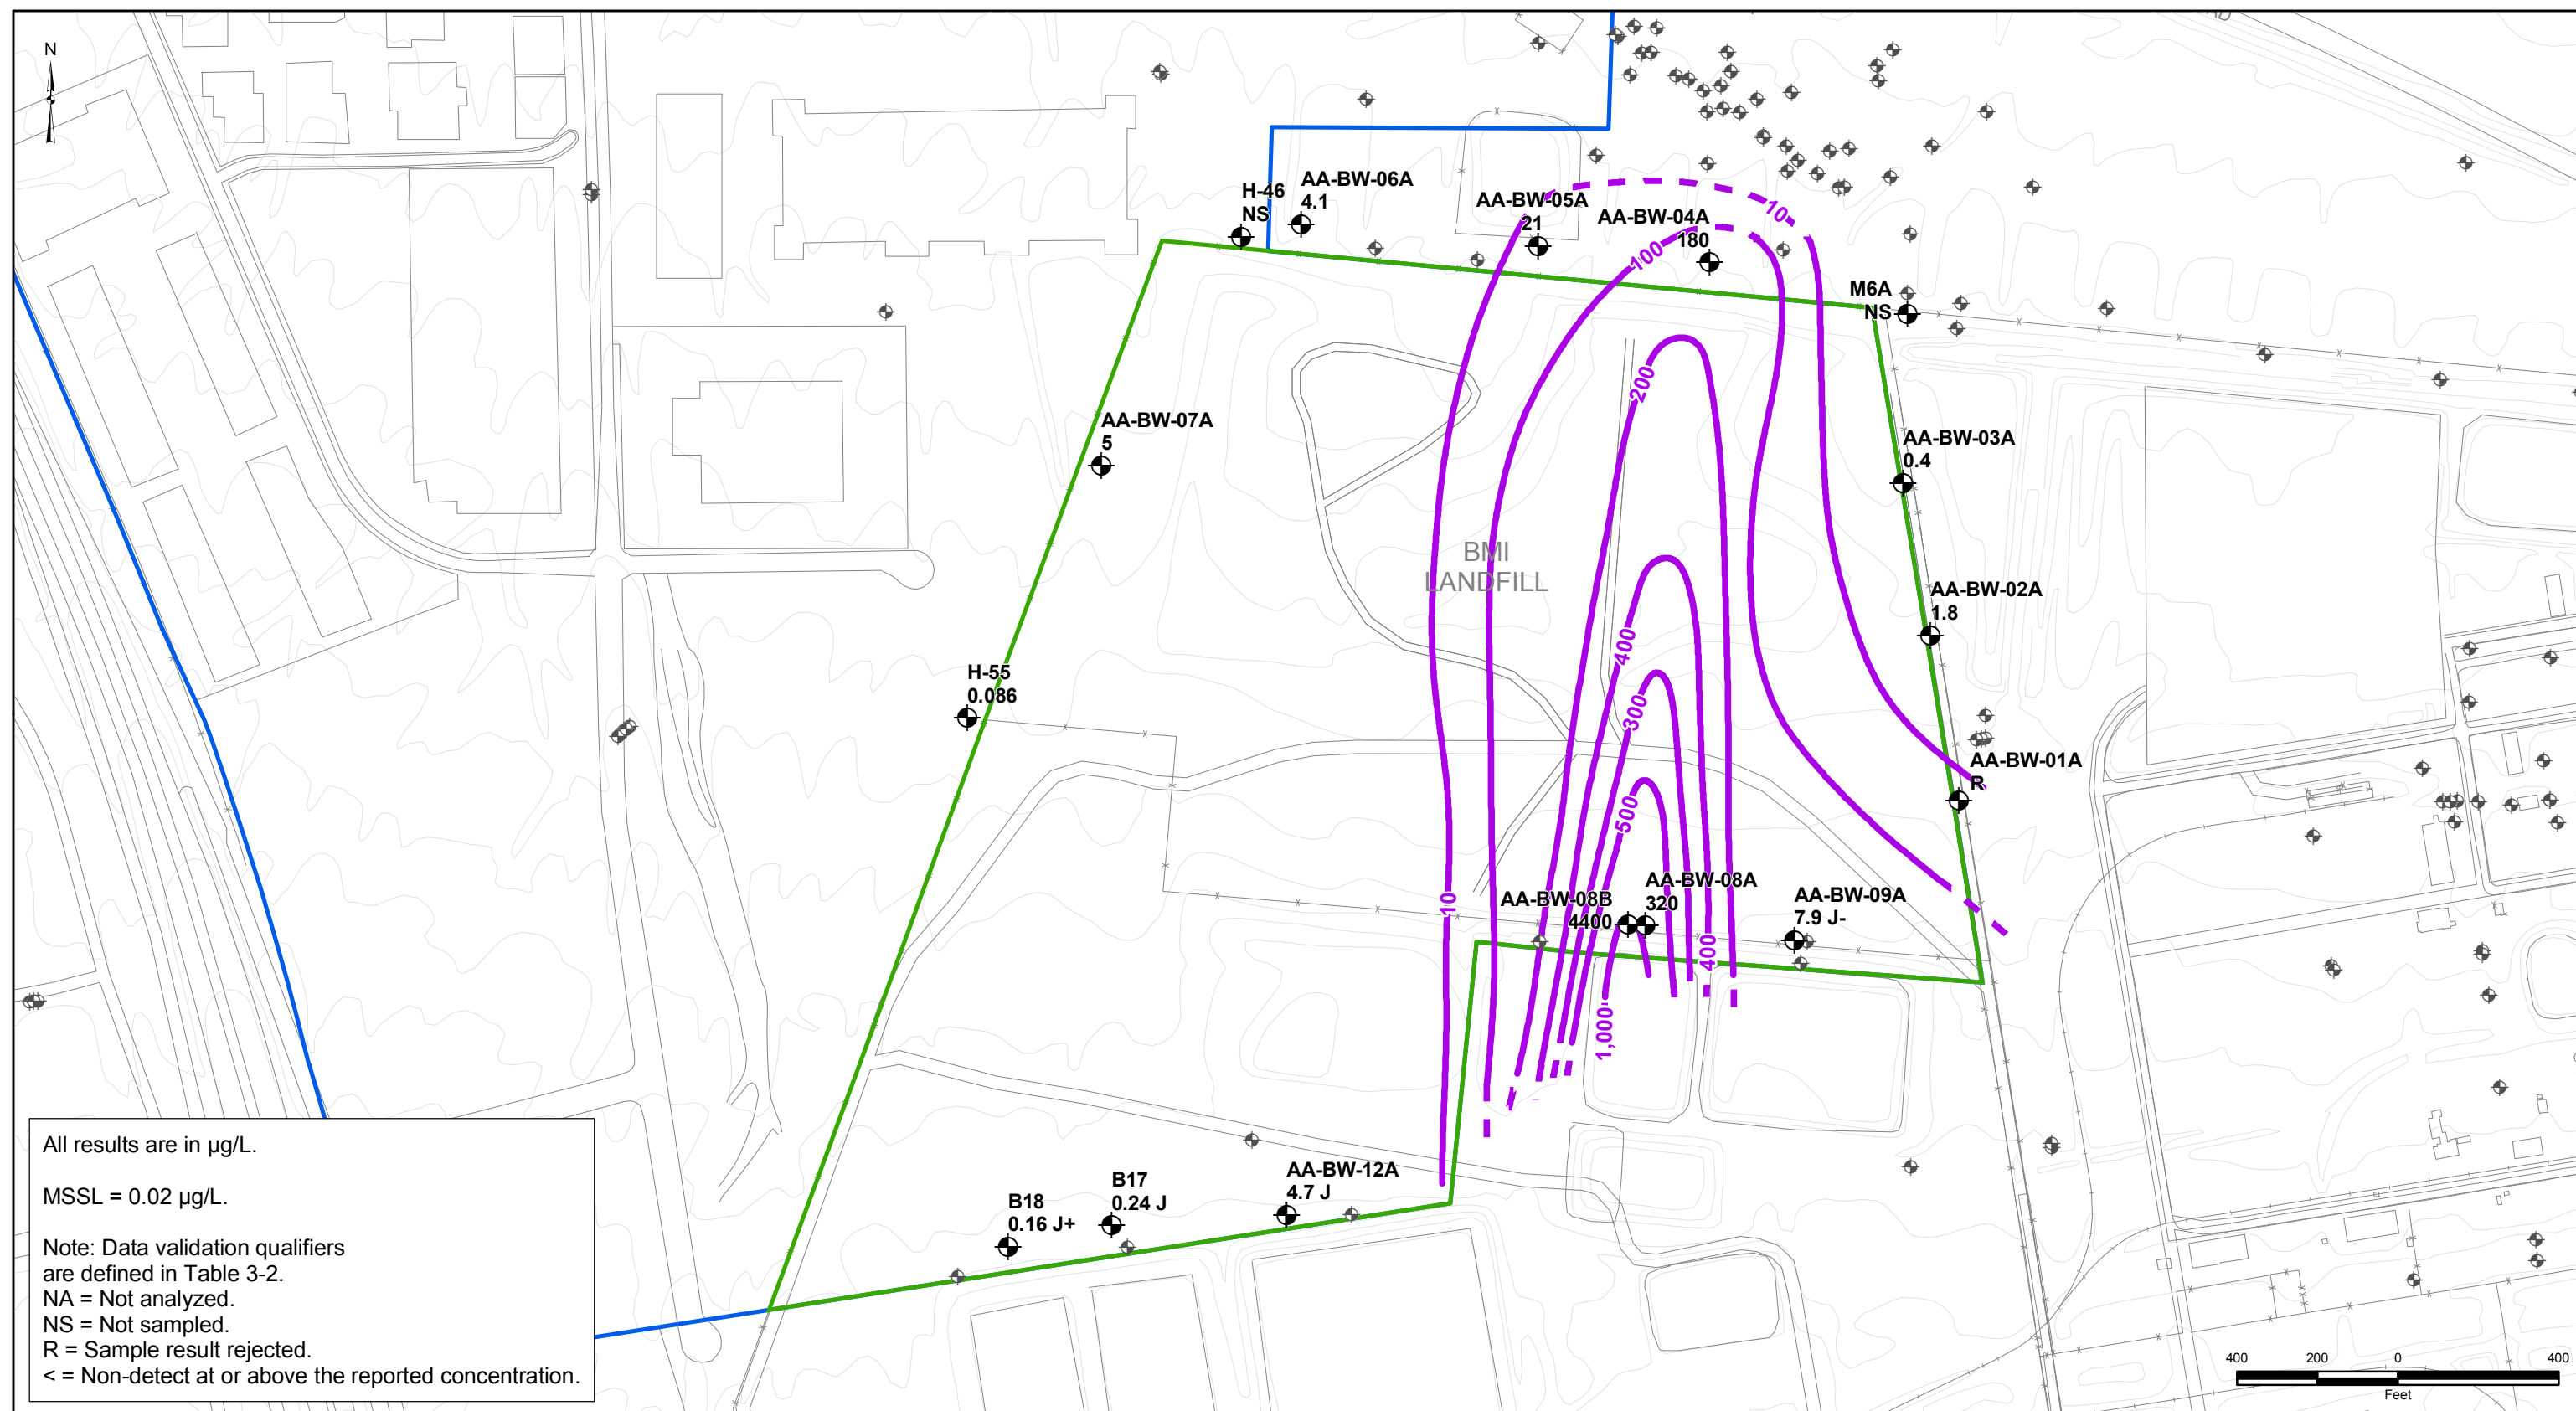 N
AD
H-46
NS
AA-BW-06A
4.1
AA-BW-05A
21
AA-BW-04A
180
10
100
M6A
NS
200
AA-BW-07A
5
AA-BW-03A
0.4
BMI
LANDFILL
AA-BW-02A
1.8
400
H-55
0.086
300
AA-BW-01A
R
500
10
AA-BW-08B
4400
AA-BW-08A
320
AA-BW-09A
7.9 J-
400
1,000
B18
0.16 J+
B17
0.24 J
AA-BW-12A
4.7 J
All results are in µg/L.
MSSL = 0.02 µg/L.
Note: Data validation qualifiers
are defined in Table 3-2.
NA = Not analyzed.
NS = Not sampled.
R = Sample result rejected.
< = Non-detect at or above the reported concentration.
400 200 0 400
Feet